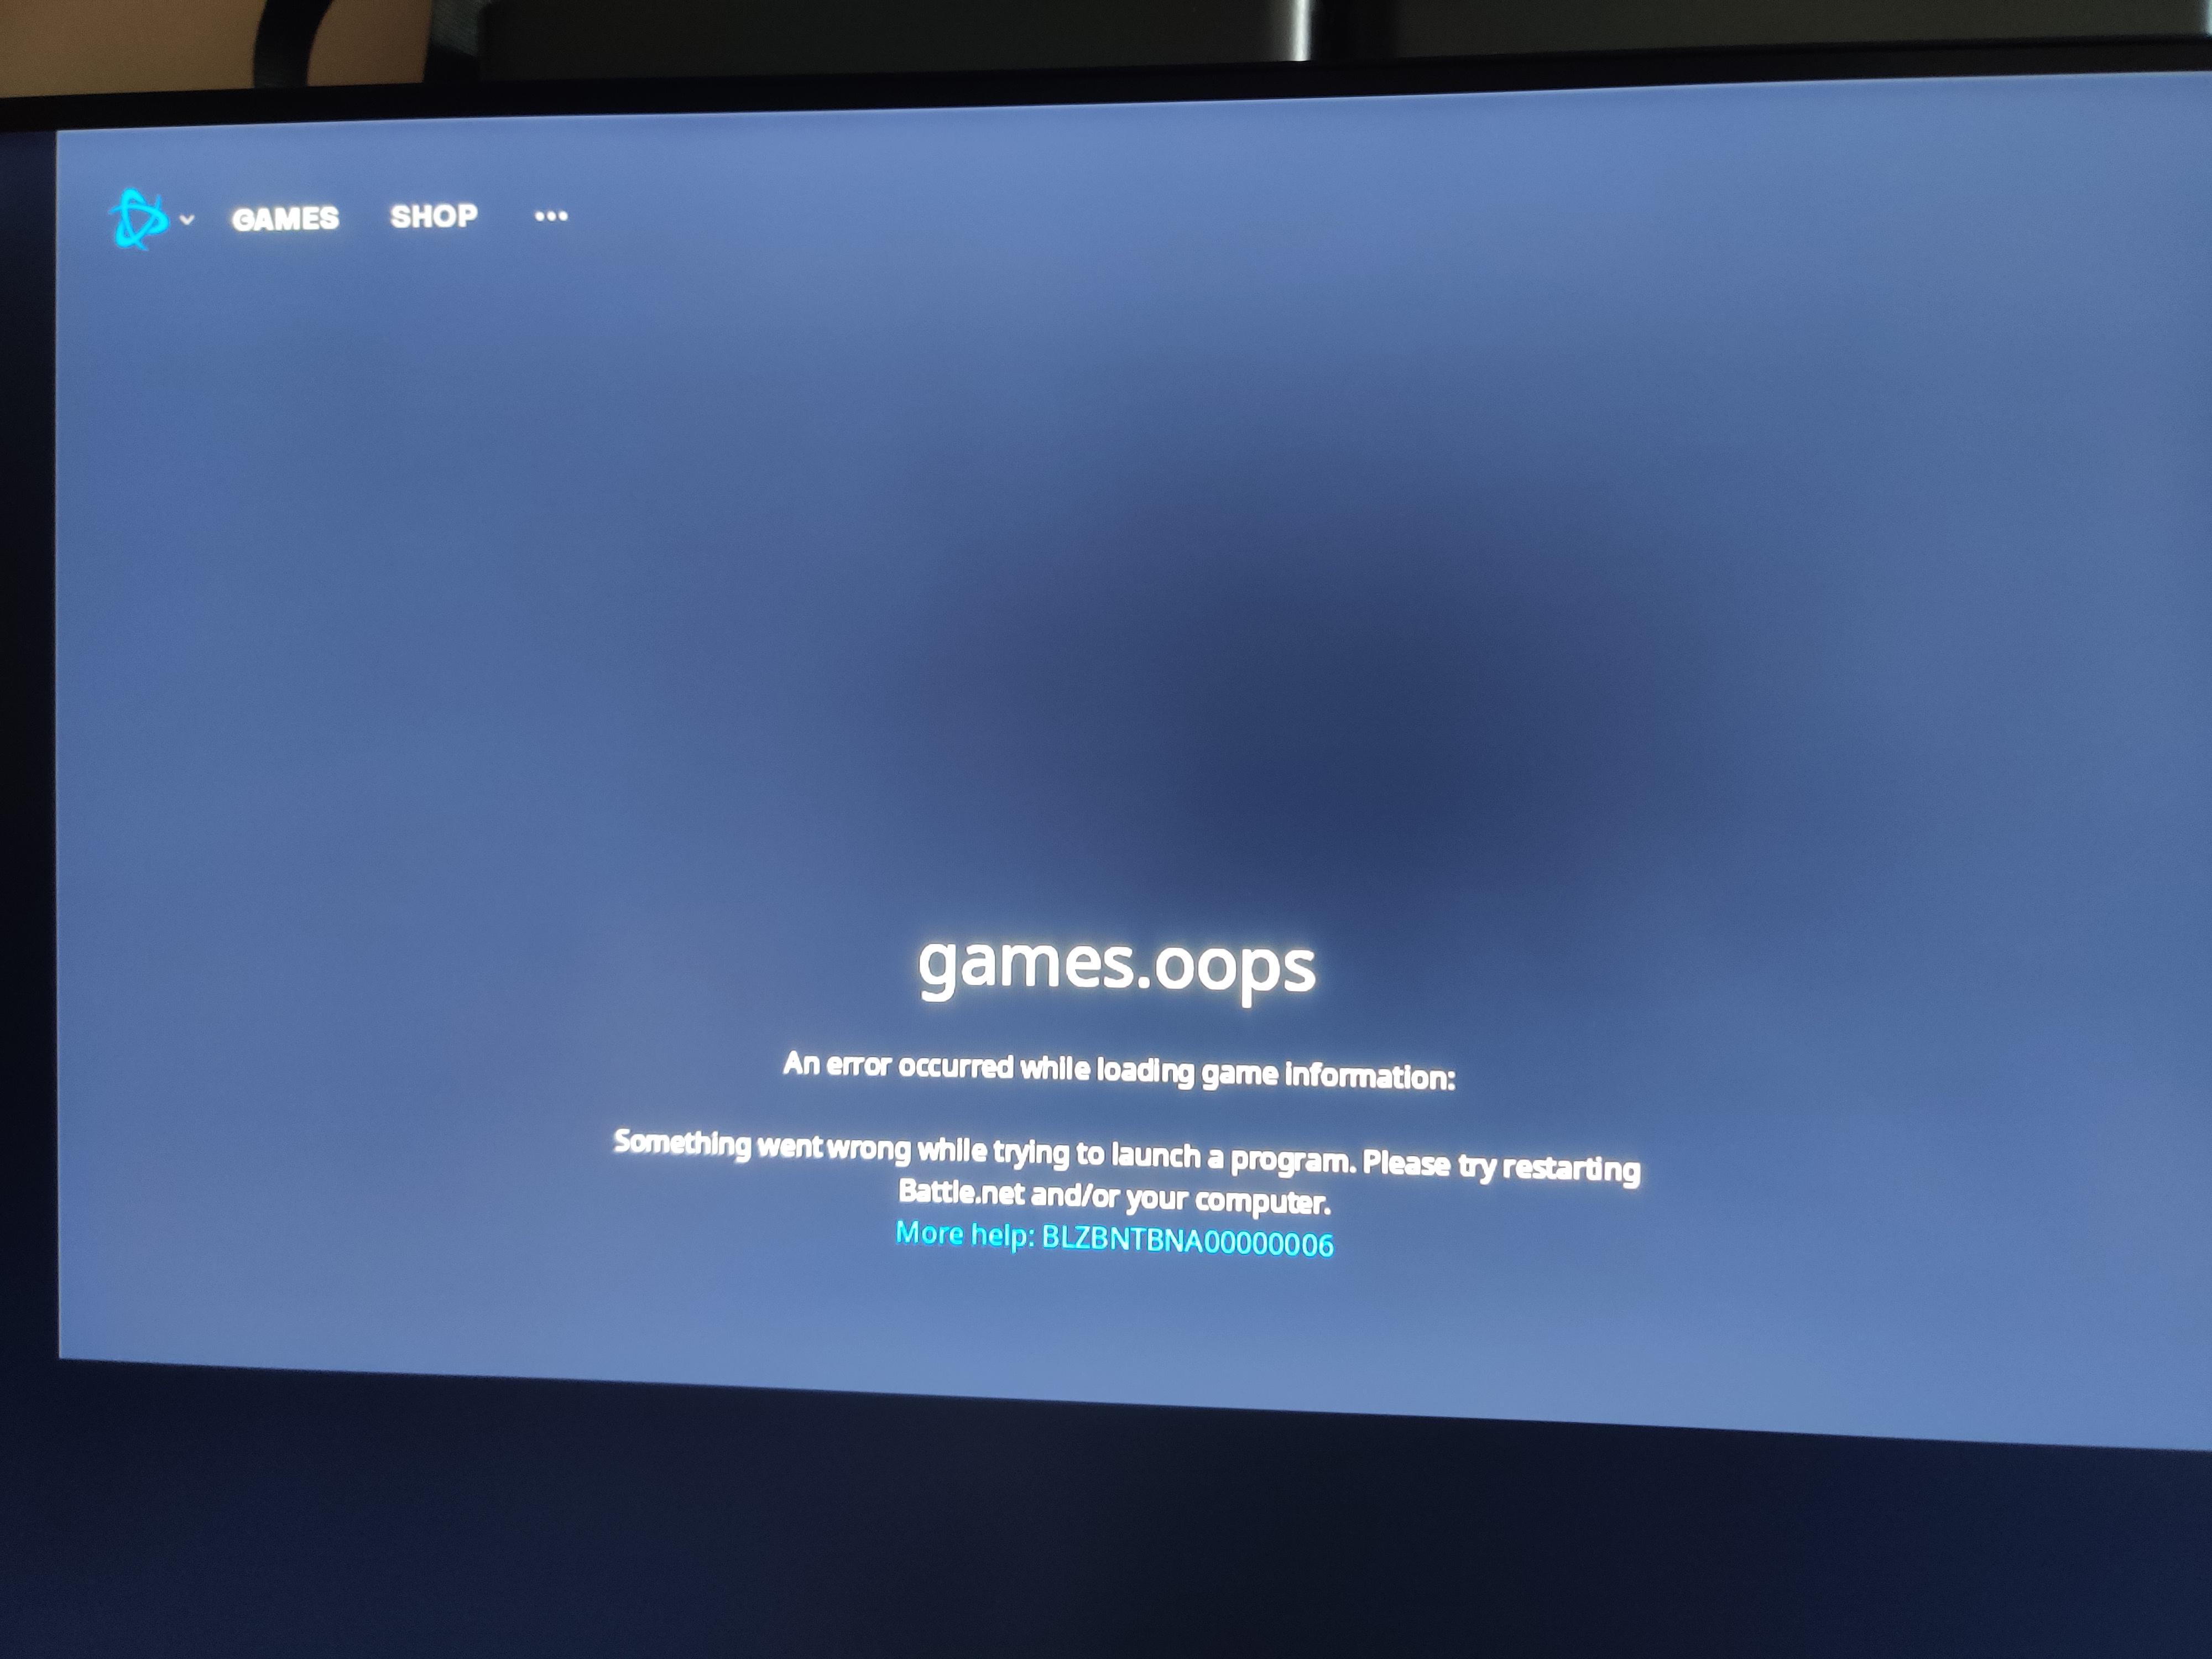 GAMES SHOP ...
games.oops
An error occurred while loading game information:
Something went wrong while trying to launch a program. Please try restarting
Battle.net and/or your computer.
More help: BLZBNTBNA00000006